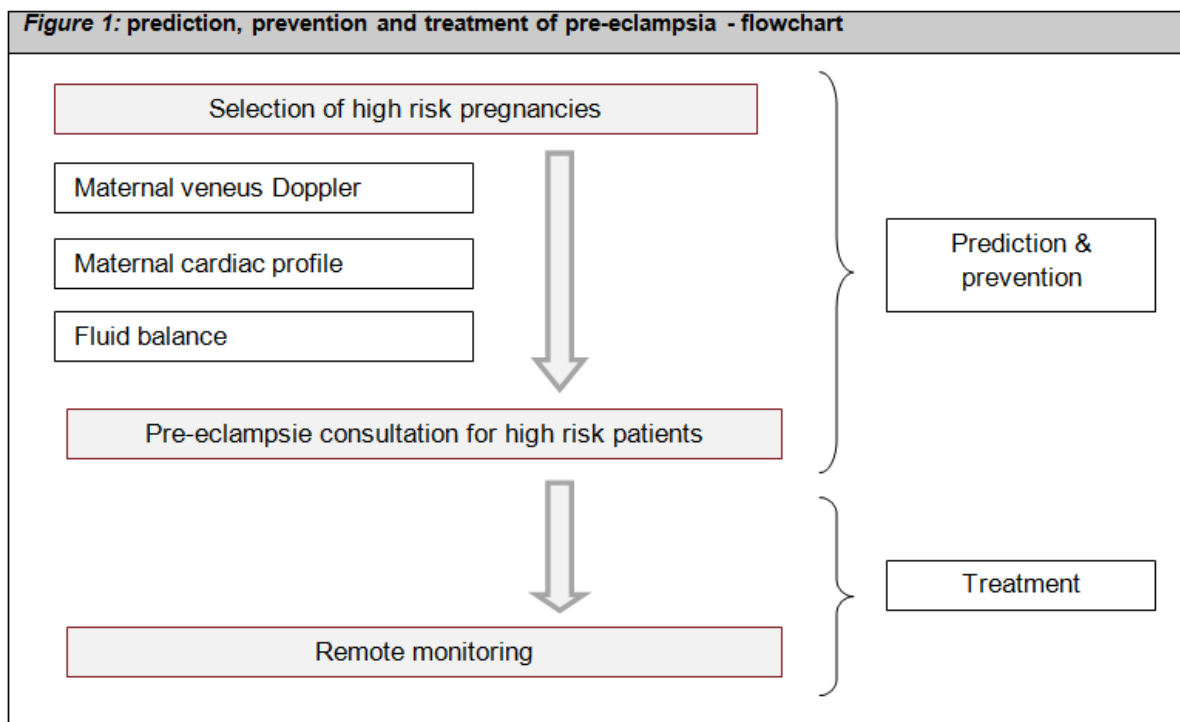 Figure 1: prediction, prevention and treatment of pre-eclampsia - flowchart
Selection of high risk pregnancies
Maternal veneus Doppler
Maternal cardiac profile
Fluid balance
Pre-eclampsie consultation for high risk patients
Prediction &
prevention
Remote monitoring
Treatment